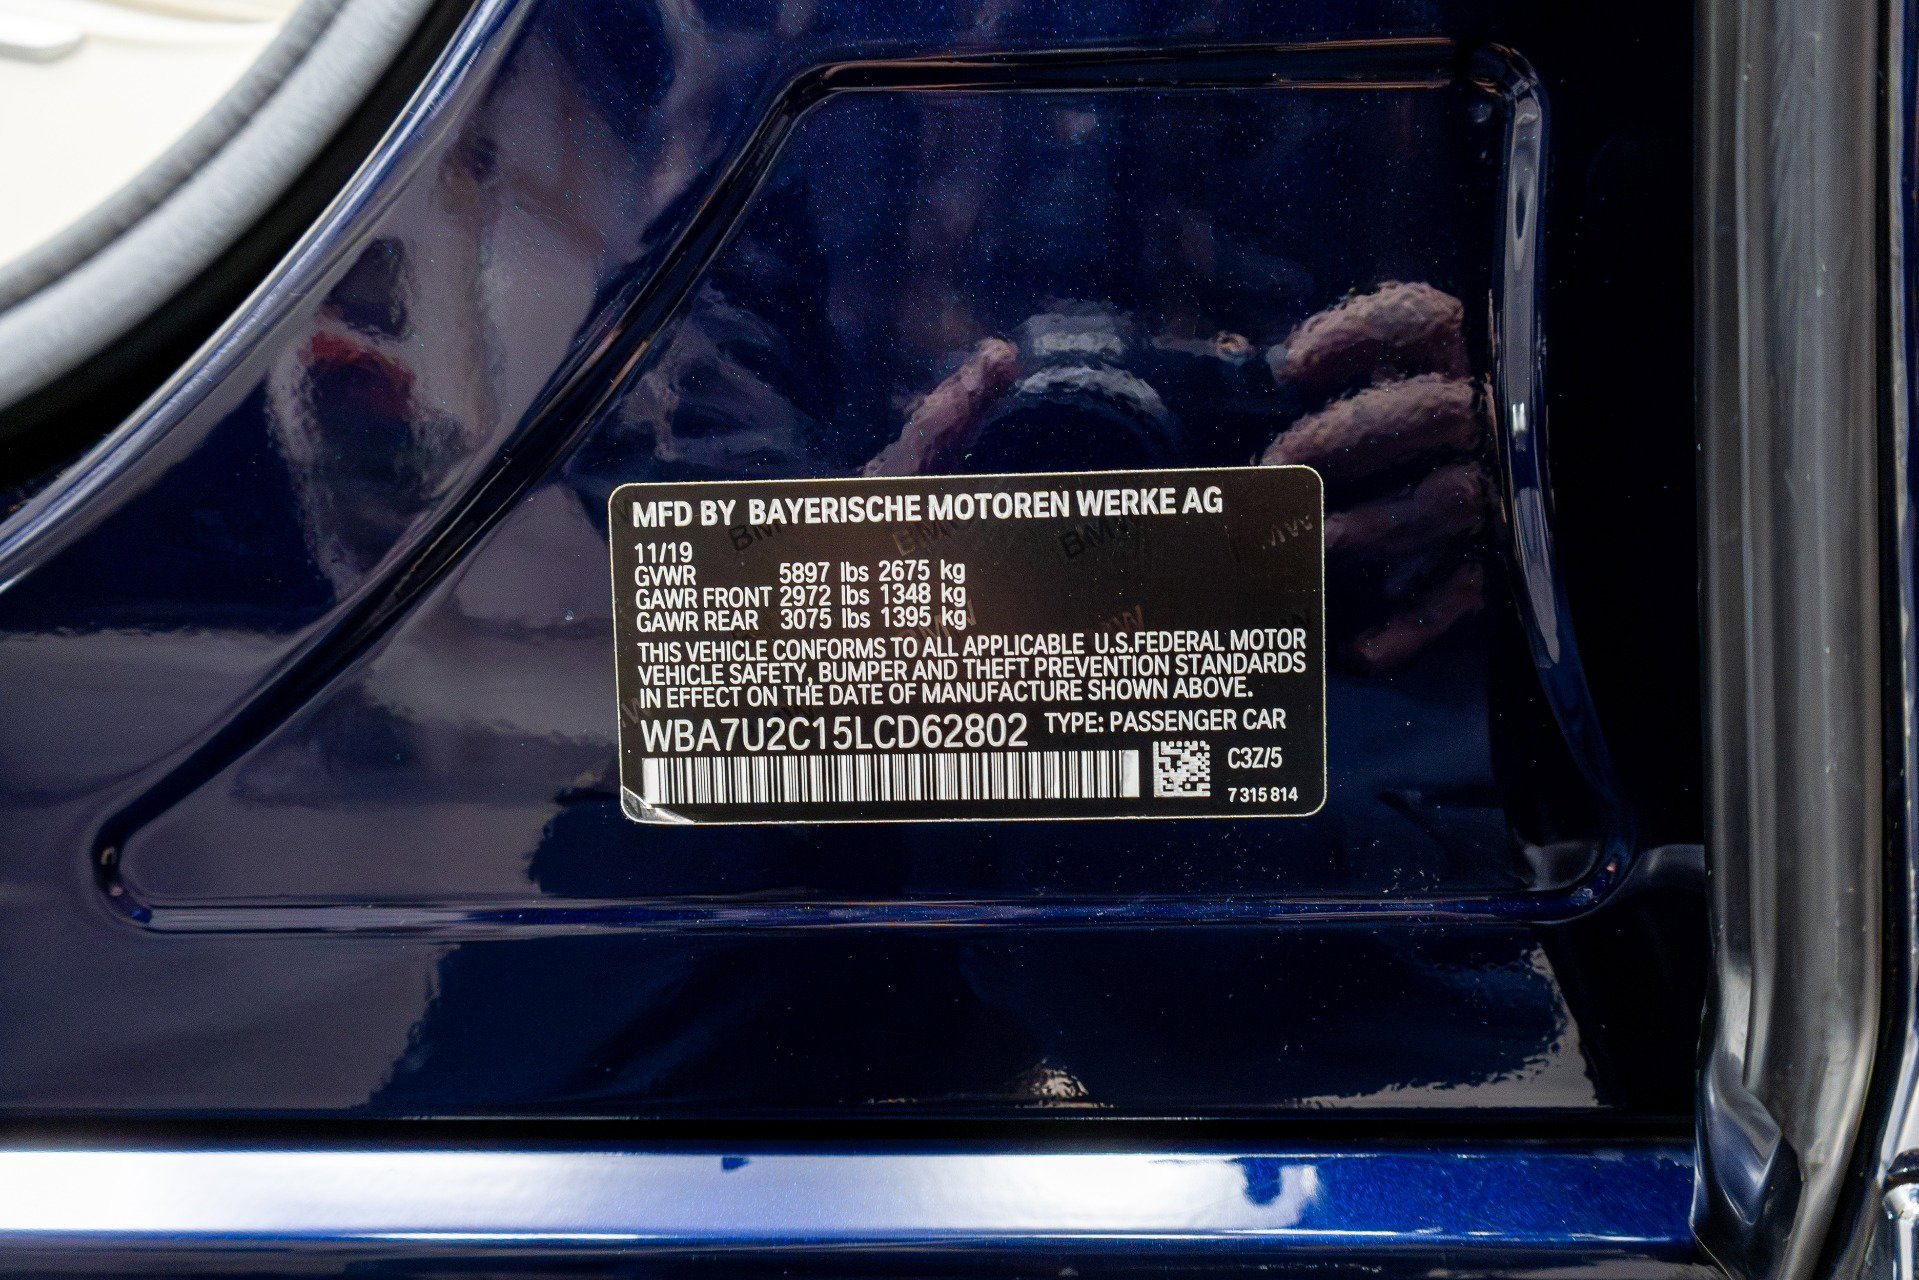 MFD BY BAYERISCHE MOTOREN WERKE AG
11/19
GVWR 5897 lbs 2675 kg
GAWR FRONT 2972 lbs 1348 kg
GAWR REAR 3075 lbs 1395 kg
THIS VEHICLE CONFORMS TO ALL APPLICABLE U.S.FEDERAL MOTOR
VEHICLE SAFETY, BUMPER AND THEFT PREVENTION STANDARDS
IN EFFECT ON THE DATE OF MANUFACTURE SHOWN ABOVE.
WBA7U2C15LCD62802 TYPE: PASSENGER CAR
C3Z/5
7 315 814